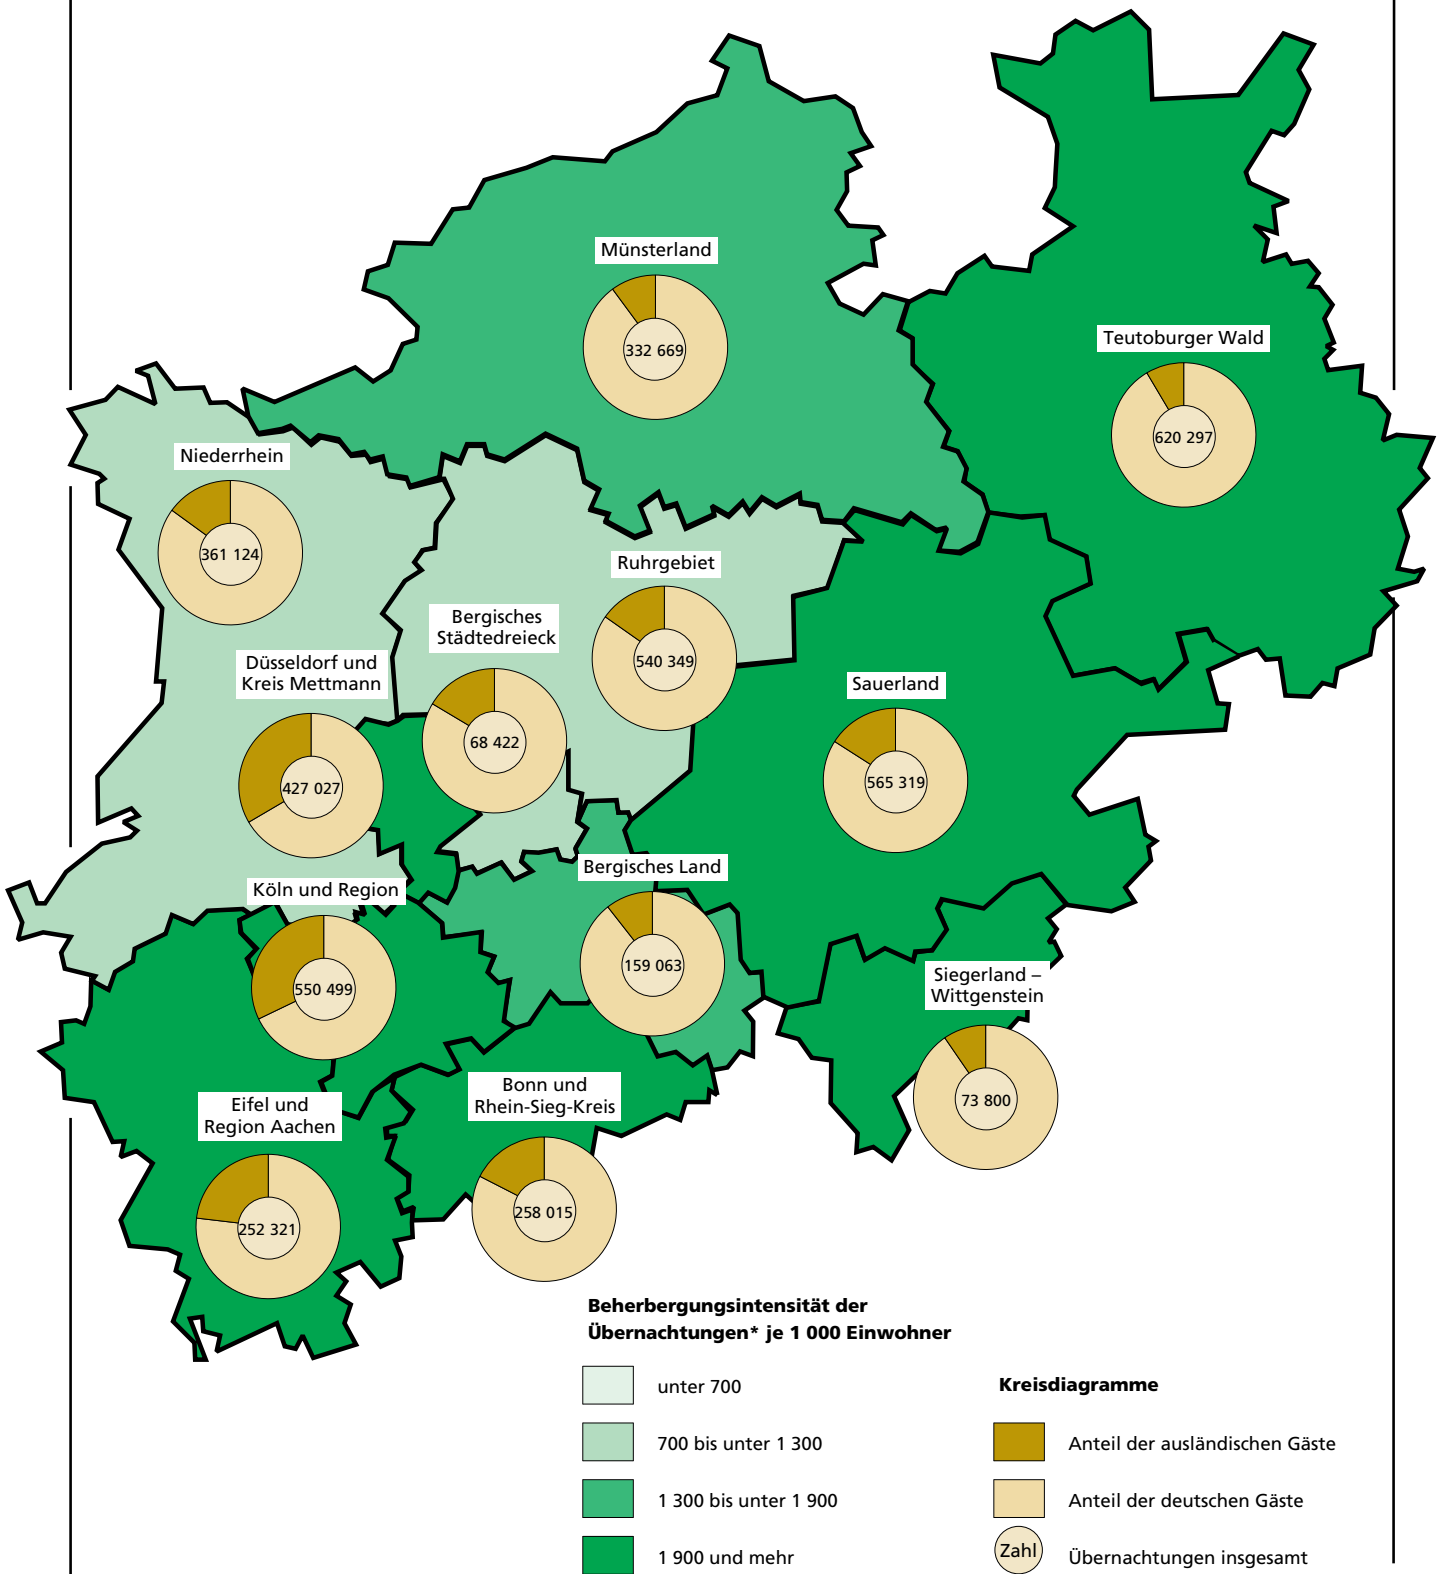 Münsterland
332 669
Teutoburger Wald
620 297
Niederrhein
361 124
Ruhrgebiet
540 349
Bergisches
Städtedreieck
68 422
Düsseldorf und
Kreis Mettmann
427 027
Sauerland
565 319
Bergisches Land
159 063
Köln und Region
550 499
Siegerland –
Wittgenstein
73 800
Bonn und
Rhein-Sieg-Kreis
258 015
Eifel und
Region Aachen
252 321
Beherbergungsintensität der
Übernachtungen* je 1 000 Einwohner
unter 700
700 bis unter 1 300
1 300 bis unter 1 900
1 900 und mehr
Kreisdiagramme
Anteil der ausländischen Gäste
Anteil der deutschen Gäste
Zahl
Übernachtungen insgesamt